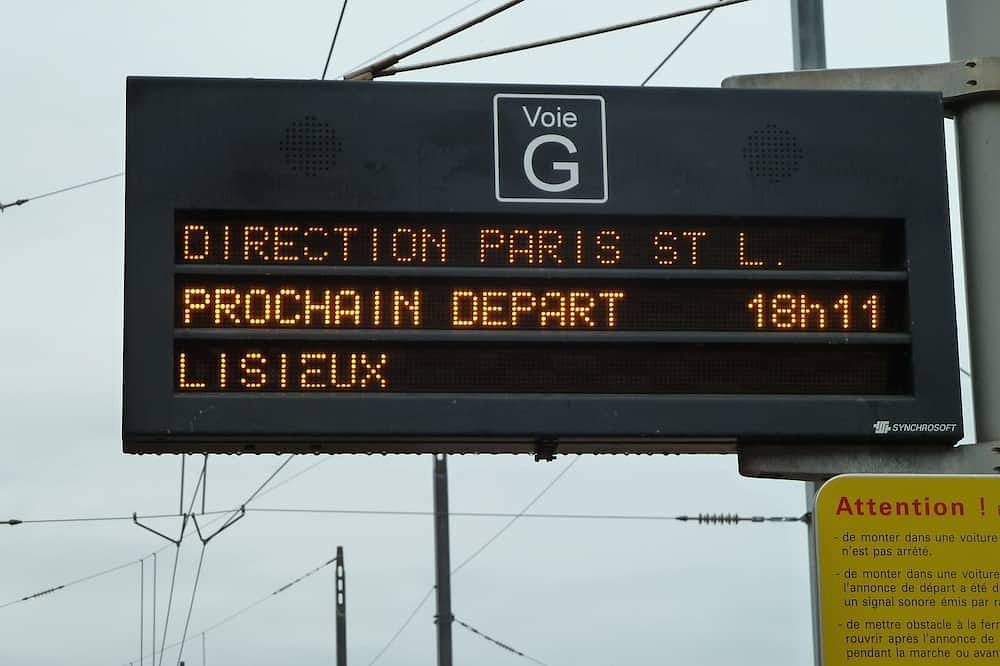 Voie
G
DIRECTION PARIS ST L.
PROCHAIN DEPART 18h11
LISIEUX
SYNCHROSOFT
Attention !
- de monter dans une voiture
n'est pas arrêté.
- de monter dans une voiture
l'annonce de départ a été
un signal sonore émis par
- de mettre obstacle à la
rouvrir après l'annonce de
pendant la marche ou